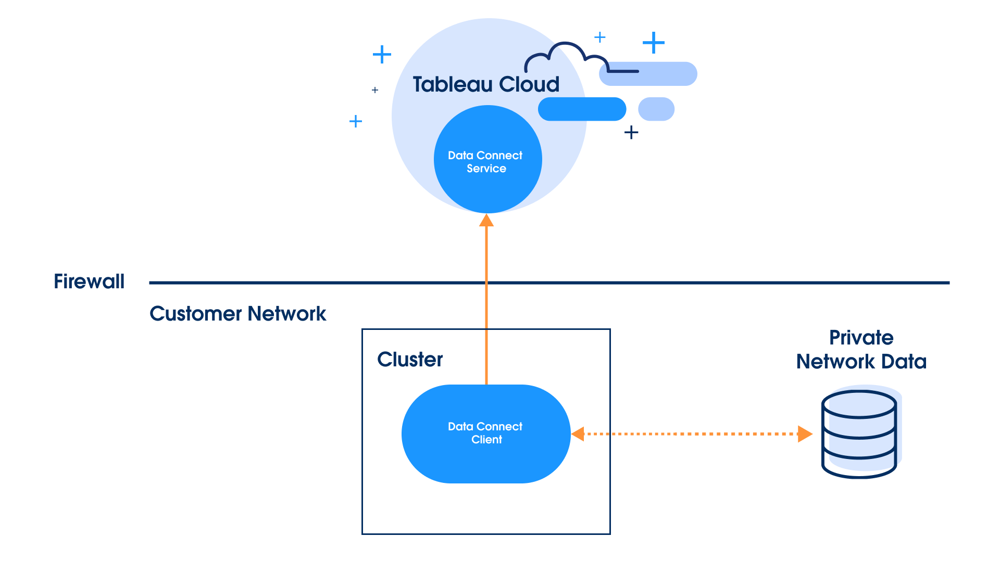 Tableau Cloud
Data Connect
Service
Firewall
Customer Network
Cluster
Data Connect
Client
Private
Network Data